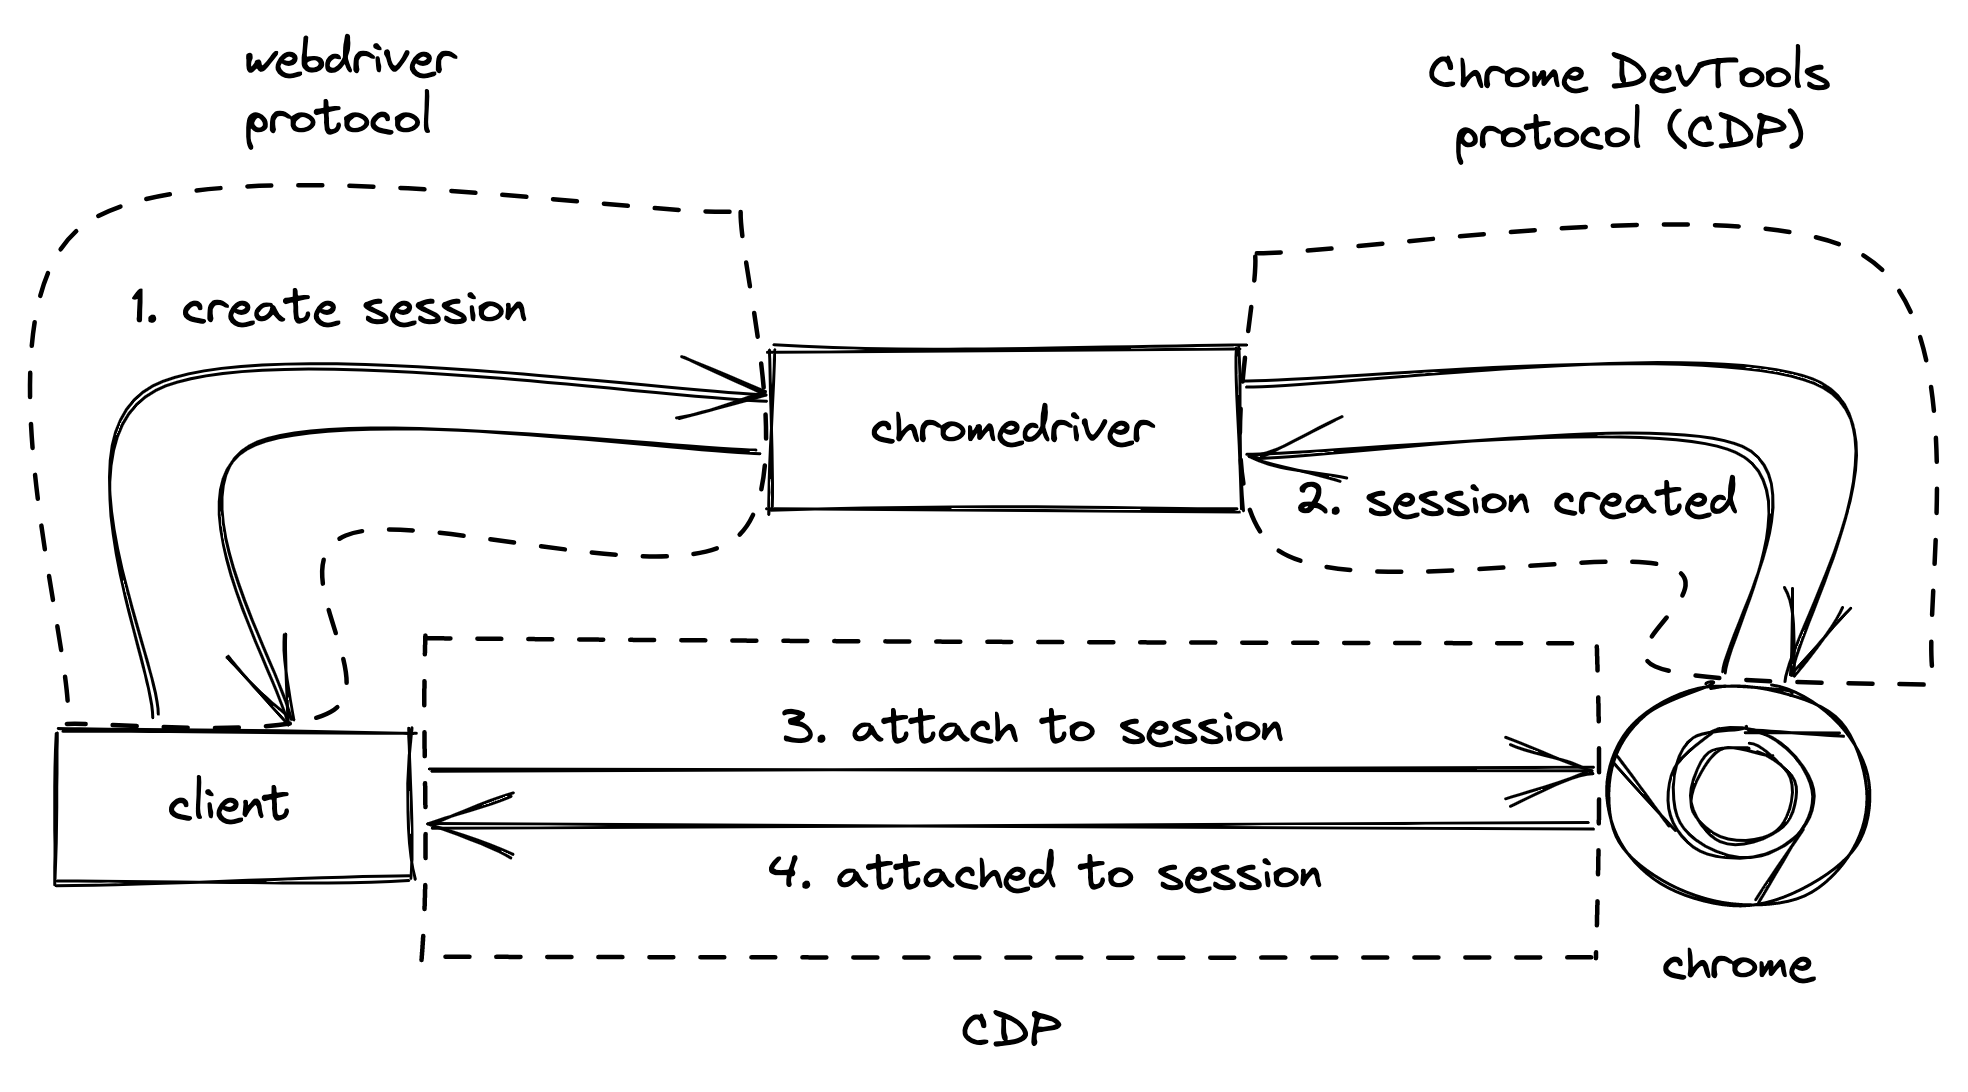 webdriver
protocol
Chrome DevTools
protocol (CDP)
1. create session
chromedriver
2. session created
3. attach to session
client
4. attached to session
chrome
CDP